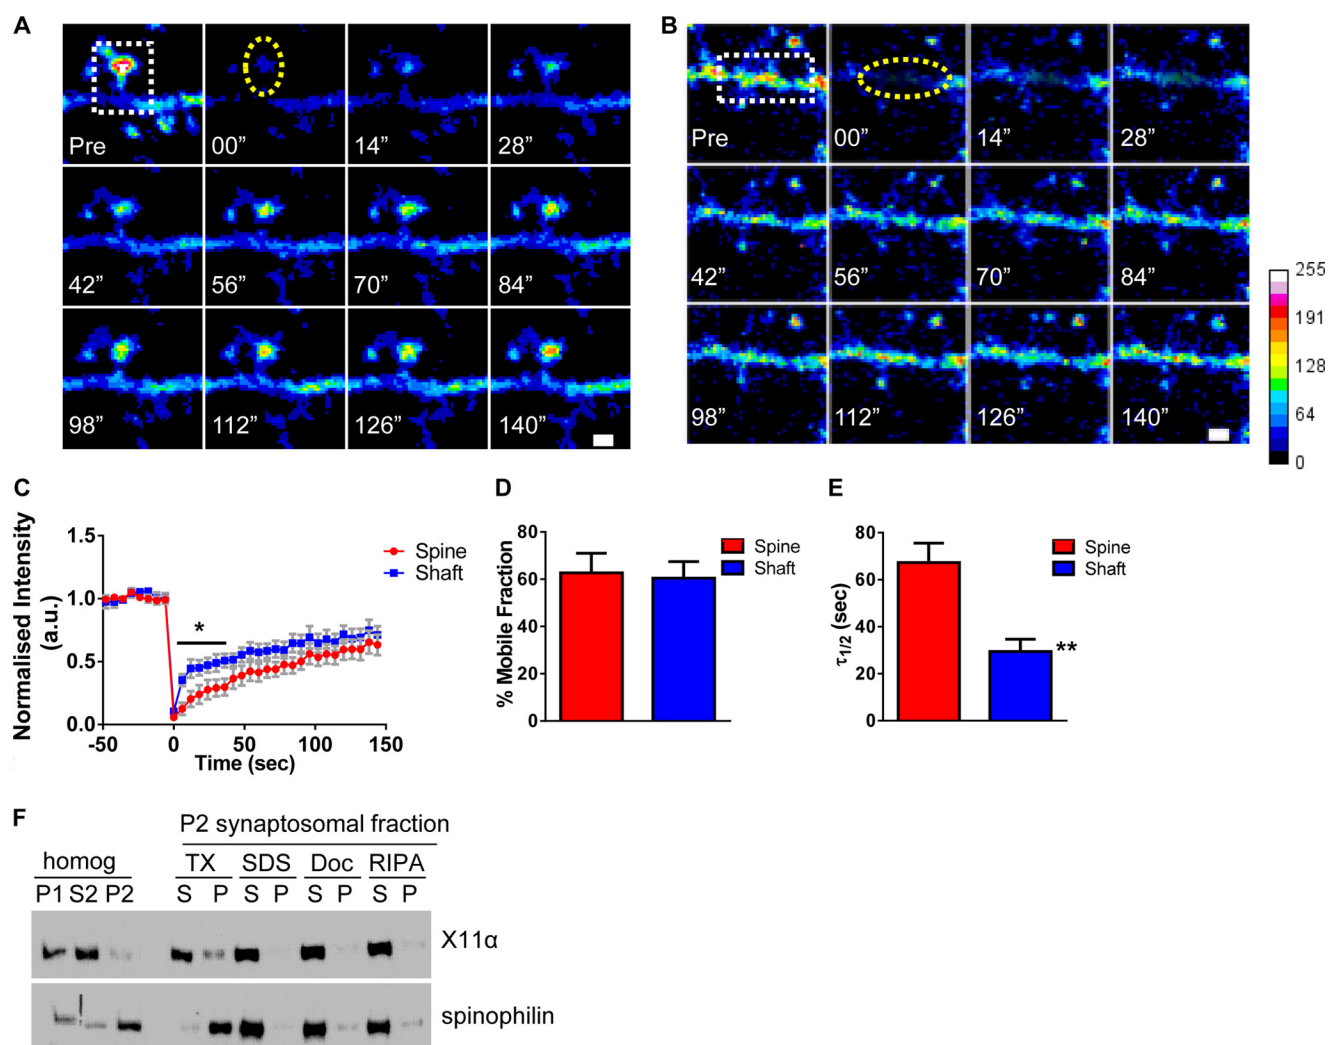 A
Pre
00”
14”
28”
42”
56”
70”
84”
98”
112”
126”
140”
B
Pre
00”
14”
28”
42”
56”
70”
84”
98”
112”
126”
140”
255
191
128
64
0
C
Normalised Intensity
(a.u.)
1.5
1.0
0.5
0.0
*
Spine
Shaft
-50
0
50
100
150
Time (sec)
D
% Mobile Fraction
80
60
40
20
0
Spine
Shaft
E
τ1/2 (sec)
80
60
40
20
0
Spine
Shaft
**
F
P2 synaptosomal fraction
homog TX SDS Doc RIPA
P1 S2 P2 S P S P S P S P
X11α
spinophilin